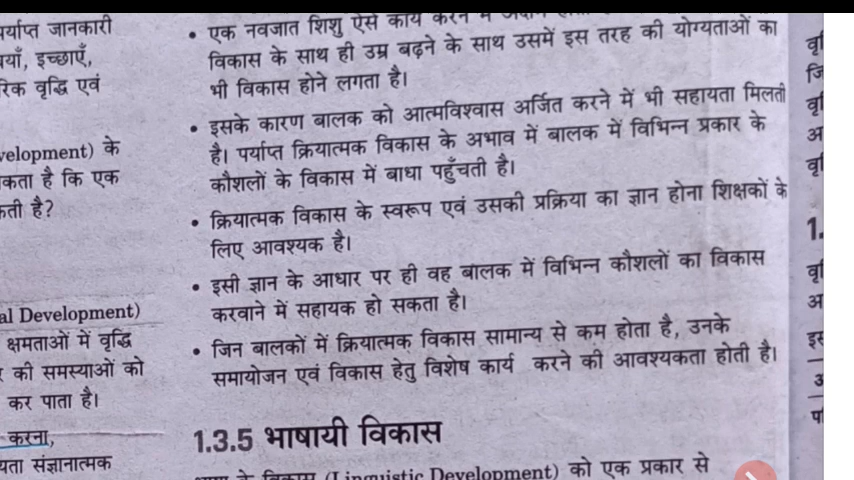 पर्याप्त जानकारी
इच्छाएँ,
वृद्धि एवं
velopment) के
है कि एक
है?
al Development)
क्षमताओं में वृद्धि
की समस्याओं को
कर पाता है।
करना,
संज्ञानात्मक
• एक नवजात शिशु ऐसे कार्य करने में
विकास के साथ ही उम्र बढ़ने के साथ उसमें इस तरह की योग्यताओं का
भी विकास होने लगता है।
• इसके कारण बालक को आत्मविश्वास अर्जित करने में भी सहायता मिलती
है। पर्याप्त क्रियात्मक विकास के अभाव में बालक में विभिन्न प्रकार के
कौशलों के विकास में बाधा पहुँचती है।
• क्रियात्मक विकास के स्वरूप एवं उसकी प्रक्रिया का ज्ञान होना शिक्षकों के
लिए आवश्यक है।
• इसी ज्ञान के आधार पर ही वह बालक में विभिन्न कौशलों का विकास
करवाने में सहायक हो सकता है।
• जिन बालकों में क्रियात्मक विकास सामान्य से कम होता है, उनके
समायोजन एवं विकास हेतु विशेष कार्य करने की आवश्यकता होती है।
1.3.5 भाषायी विकास
के विकास (Linguistic Development) को एक प्रकार से
1.